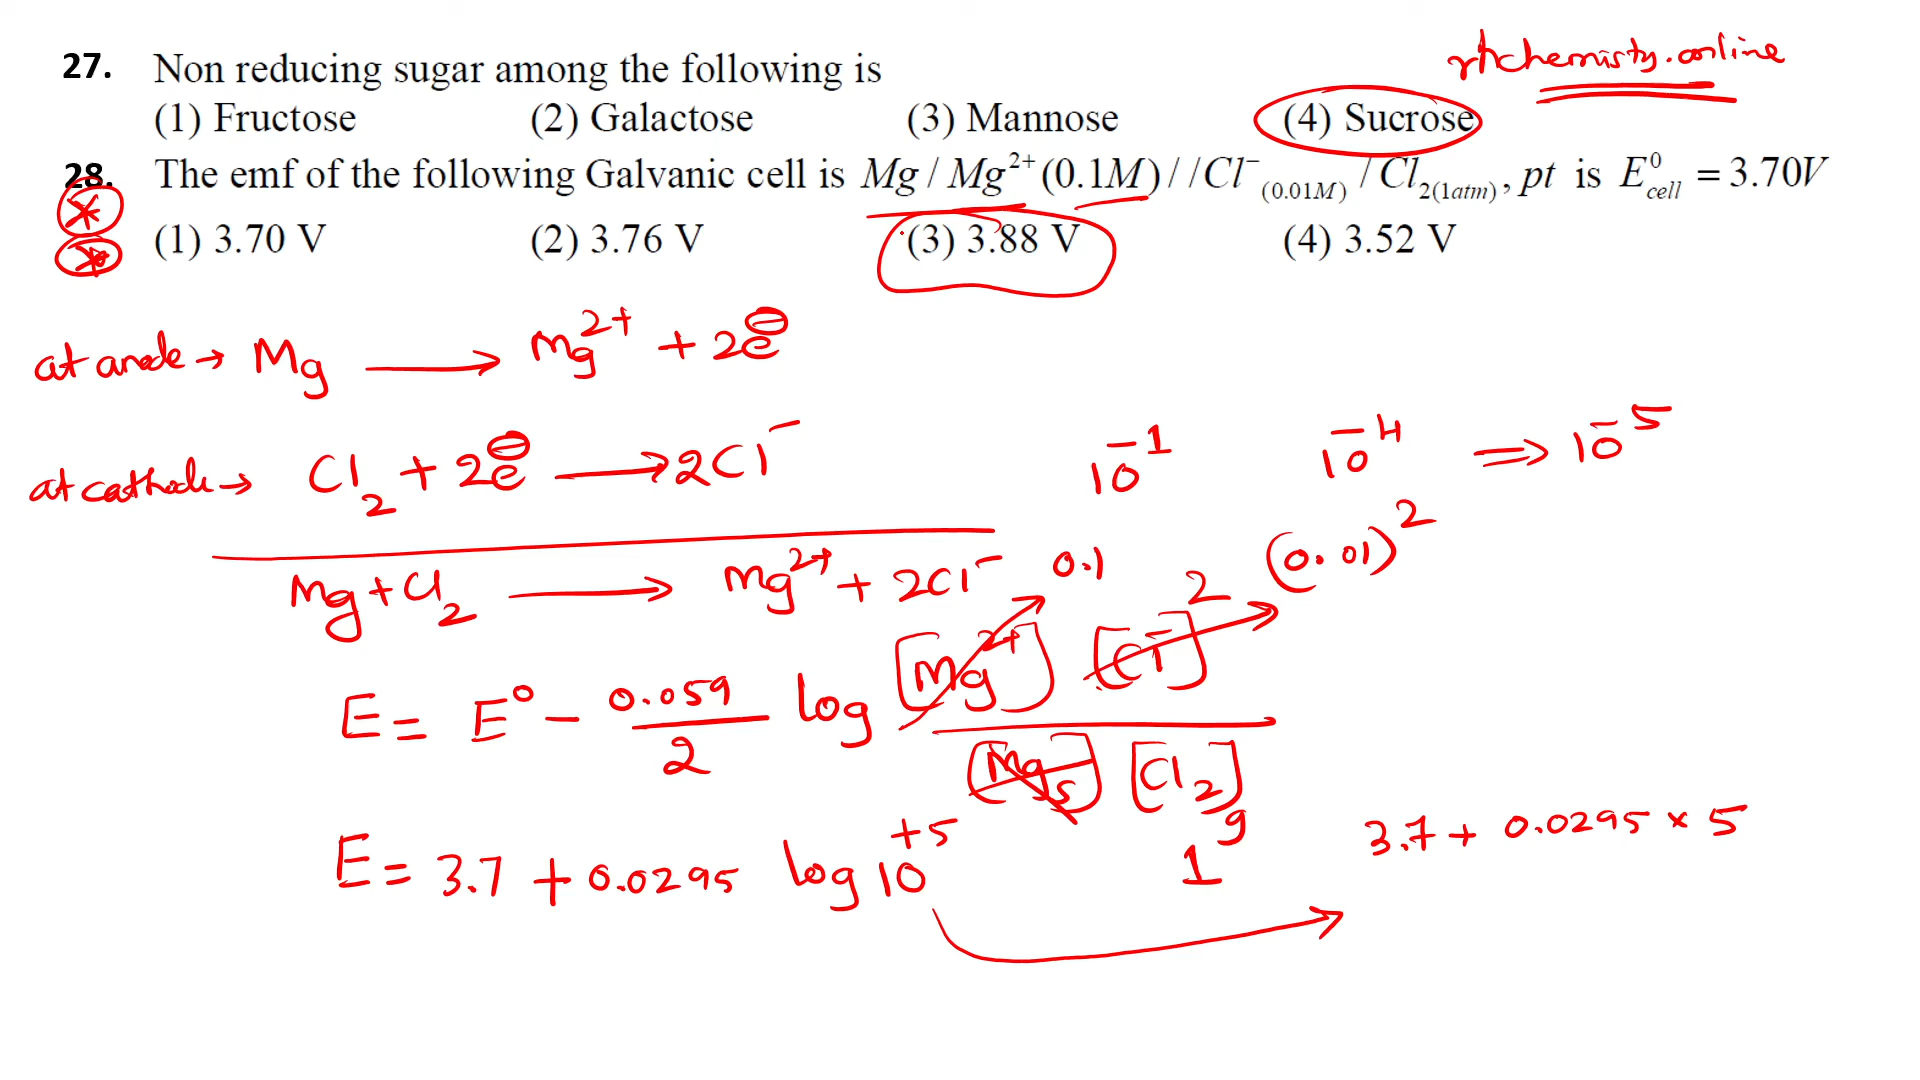 rhchemisty.online
27. Non reducing sugar among the following is
(1) Fructose (2) Galactose (3) Mannose (4) Sucrose
28. The emf of the following Galvanic cell is Mg / Mg²⁺ (0.1M) / /Cl⁻(0.01M) / Cl₂(1atm), pt is E⁰cell = 3.70V
(1) 3.70 V (2) 3.76 V (3) 3.88 V (4) 3.52 V
at anode → Mg ⟶ Mg²⁺ + 2e⊖
at cathode → Cl₂ + 2e⊖ ⟶ 2Cl⁻
10⁻¹ 10⁻⁴ ⇒ 10⁻⁵
Mg + Cl₂ ⟶ Mg²⁺ + 2Cl⁻ 0.1 (0.01)²
E = E⁰ − 0.059/2 log [Mg²⁺] [Cl⁻]² / [Mg s] [Cl₂ g]
1
E = 3.7 + 0.0295 log 10⁺⁵ 3.7 + 0.0295 × 5